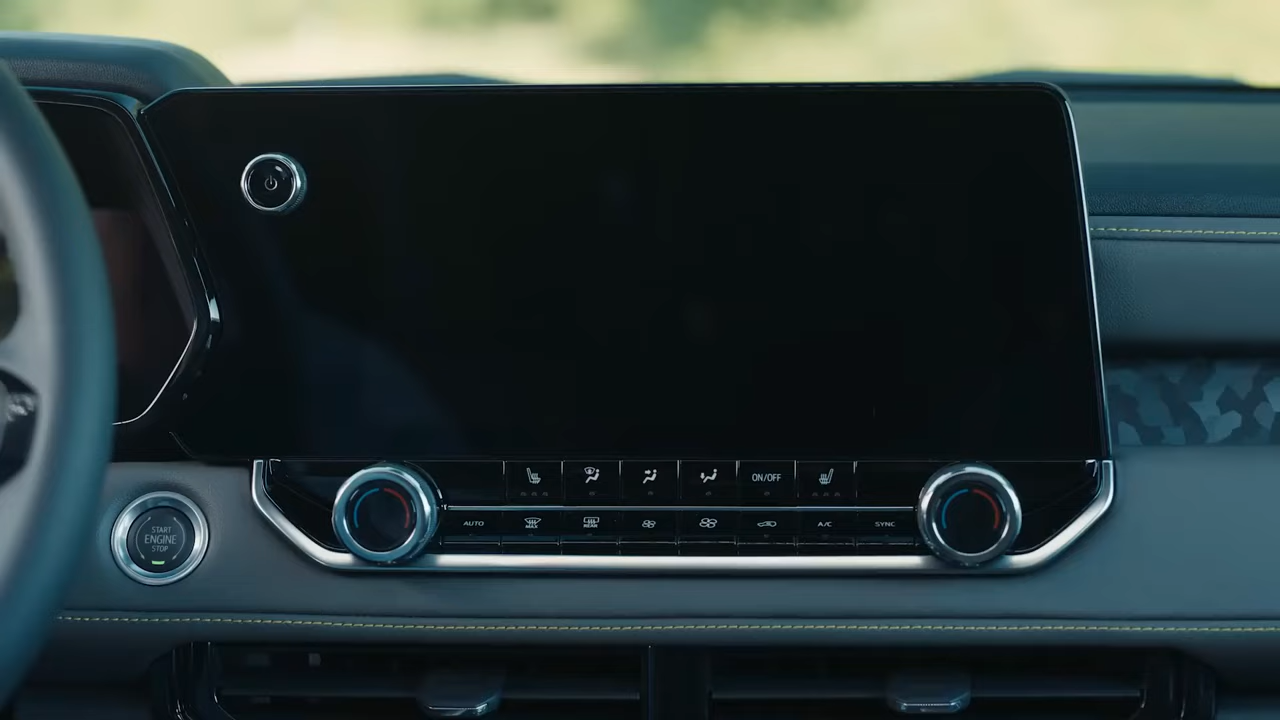 ON/OFF
AUTO
MAX
REAR
A/C
SYNC
START
ENGINE
STOP